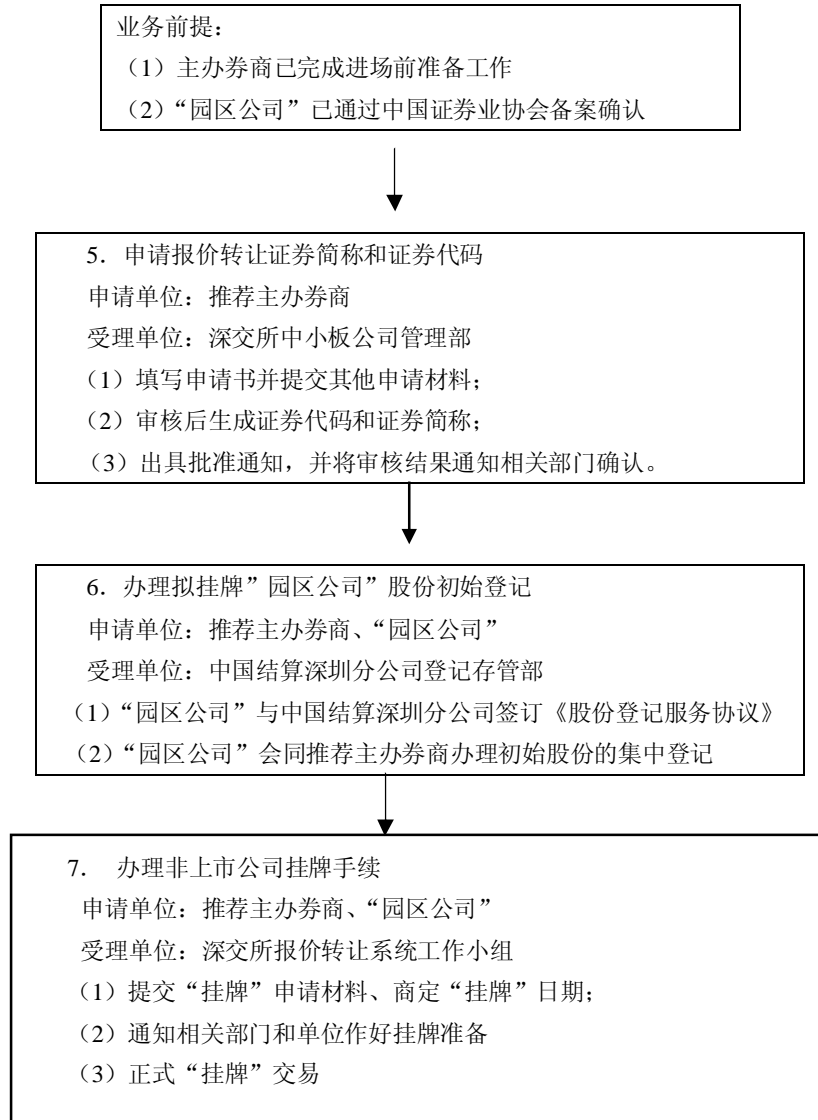 业务前提：
（1）主办券商已完成进场前准备工作
（2）“园区公司”已通过中国证券业协会备案确认
5．申请报价转让证券简称和证券代码
申请单位：推荐主办券商
受理单位：深交所中小板公司管理部
（1）填写申请书并提交其他申请材料；
（2）审核后生成证券代码和证券简称；
（3）出具批准通知，并将审核结果通知相关部门确认。
6．办理拟挂牌”园区公司”股份初始登记
申请单位：推荐主办券商、“园区公司”
受理单位：中国结算深圳分公司登记存管部
（1）“园区公司”与中国结算深圳分公司签订《股份登记服务协议》
（2）“园区公司”会同推荐主办券商办理初始股份的集中登记
7． 办理非上市公司挂牌手续
申请单位：推荐主办券商、“园区公司”
受理单位：深交所报价转让系统工作小组
（1）提交“挂牌”申请材料、商定“挂牌”日期；
（2）通知相关部门和单位作好挂牌准备
（3）正式“挂牌”交易